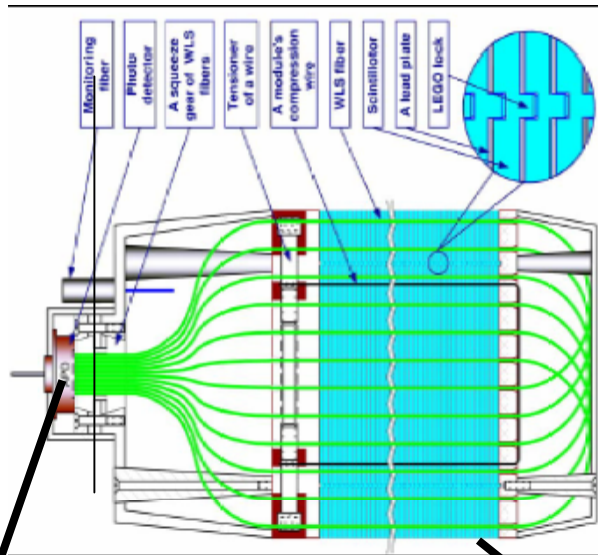 Monitoring
fiber
Photo
detector
A squeeze
gear of WLS
fibers
Tensioner
of a wire
A module's
compression
wire
WLS fiber
Scintillator
A lead plate
LEGO lock
APD